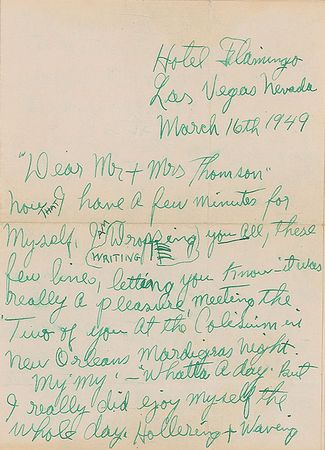 Hotel Flamingo
Las Vegas Nevada
March 16th 1949
"Dear Mr + Mrs Thomson"
now THAT I have a few minutes for
Myself, I AM Dropping you all, these
WRITING
few lines, letting you know "it was
really a pleasure" meeting the
'Two of you At the Coliseum in
New Orleans Mardigras night.
"My 'my' - "Whatta A day. But
I really did ejoy myself the
whole day. Hollering + Waving